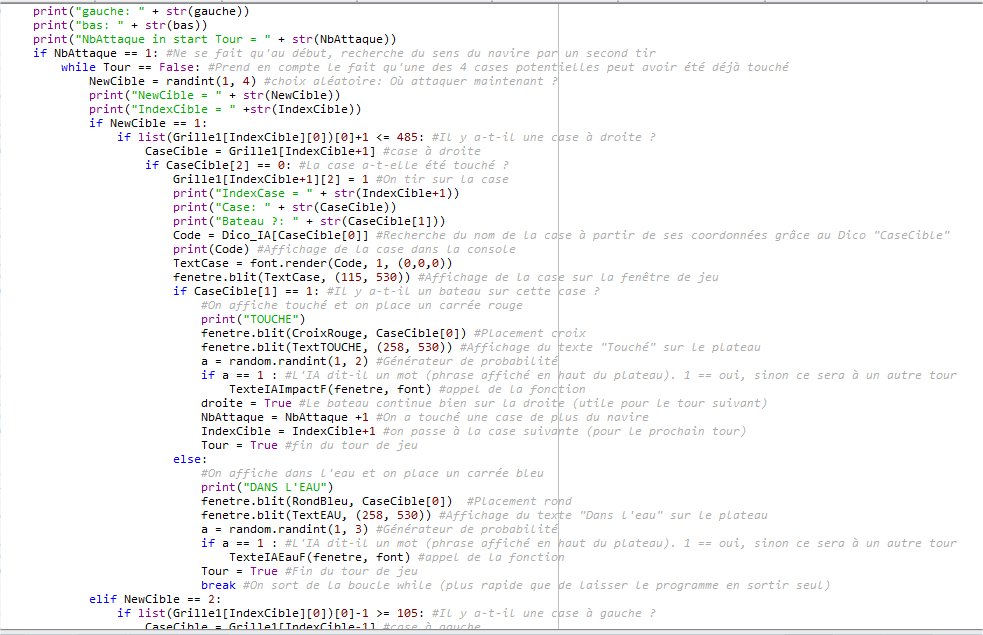 print("gauche: " + str(gauche))
print("bas: " + str(bas))
print("NbAttaque in start Tour = " + str(NbAttaque))
if NbAttaque == 1: #Ne se fait qu'au début, recherche du sens du navire par un second tir
while Tour == False: #Prend en compte le fait qu'une des 4 cases potentielles peut avoir été déjà touché
NewCible = randint(1, 4) #choix aléatoire: Où attaquer maintenant ?
print("NewCible = " + str(NewCible))
print("IndexCible = " +str(IndexCible))
if NewCible == 1:
if list(Grille1[IndexCible][0])[0]+1 <= 485: #Il y a-t-il une case à droite ?
CaseCible = Grille1[IndexCible+1] #case à droite
if CaseCible[2] == 0: #la case a-t-elle été touché ?
Grille1[IndexCible+1][2] = 1 #On tir sur la case
print("IndexCase = " + str(IndexCible+1))
print("Case: " + str(CaseCible))
print("Bateau ?: " + str(CaseCible[1]))
Code = Dico_IA[CaseCible[0]] #Recherche du nom de la case à partir de ses coordonnées grâce au Dico "CaseCible"
print(Code) #Affichage de la case dans la console
TextCase = font.render(Code, 1, (0,0,0))
fenetre.blit(TextCase, (115, 530)) #Affichage de la case sur la fenêtre de jeu
if CaseCible[1] == 1: #Il y a-t-il un bateau sur cette case ?
#On affiche touché et on place un carrée rouge
print("TOUCHE")
fenetre.blit(CroixRouge, CaseCible[0]) #Placement croix
fenetre.blit(TextTOUCHE, (258, 530)) #Affichage du texte "Touché" sur le plateau
a = random.randint(1, 2) #Générateur de probabilité
if a == 1 : #L'IA dit-il un mot (phrase affiché en haut du plateau). 1 == oui, sinon ce sera à un autre tour
TexteIAImpactF(fenetre, font) #appel de la fonction
droite = True #Le bateau continue bien sur la droite (utile pour le tour suivant)
NbAttaque = NbAttaque +1 #On a touché une case de plus du navire
IndexCible = IndexCible+1 #on passe à la case suivante (pour le prochain tour)
Tour = True #fin du tour de jeu
else:
#On affiche dans l'eau et on place un carrée bleu
print("DANS L'EAU")
fenetre.blit(RondBleu, CaseCible[0])  #Placement rond
fenetre.blit(TextEAU, (258, 530)) #Affichage du texte "Dans l'eau" sur le plateau
a = random.randint(1, 3) #Générateur de probabilité
if a == 1 : #L'IA dit-il un mot (phrase affiché en haut du plateau). 1 == oui, sinon ce sera à un autre tour
TexteIAEauF(fenetre, font) #appel de la fonction
Tour = True #Fin du tour de jeu
break #On sort de la boucle while (plus rapide que de laisser le programme en sortir seul)
elif NewCible == 2:
if list(Grille1[IndexCible][0])[0]-1 >= 105: #Il y a-t-il une case à gauche ?
CaseCible = Grille1[IndexCible-1] #case à gauche